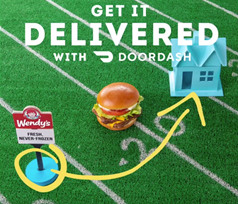 GET IT
DELIVERED
WITH DOORDASH
Wendy's
FRESH,
NEVER-FROZEN